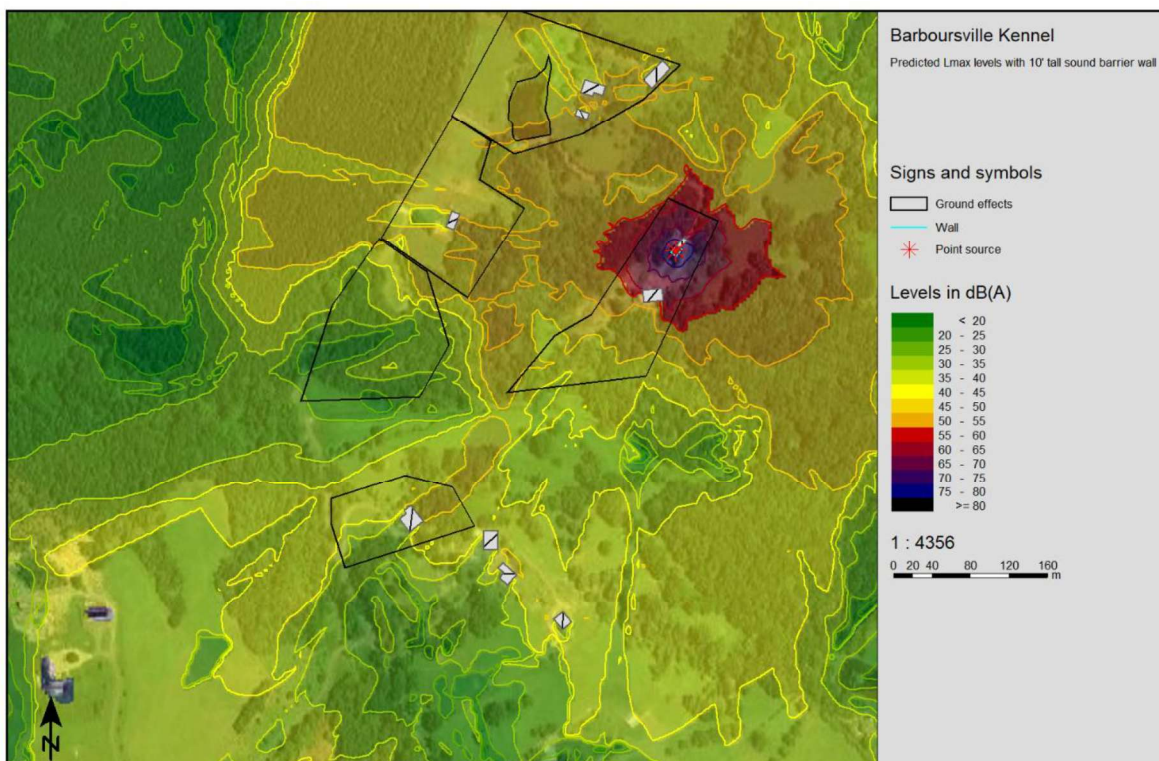 Barboursville Kennel
Predicted Lmax levels with 10' tall sound barrier wall
Signs and symbols
Ground effects
Wall
Point source
Levels in dB(A)
< 20
20 - 25
25 - 30
30 - 35
35 - 40
40 - 45
45 - 50
50 - 55
55 - 60
60 - 65
65 - 70
70 - 75
75 - 80
>= 80
1 : 4356
0 20 40 80 120 160
m
N